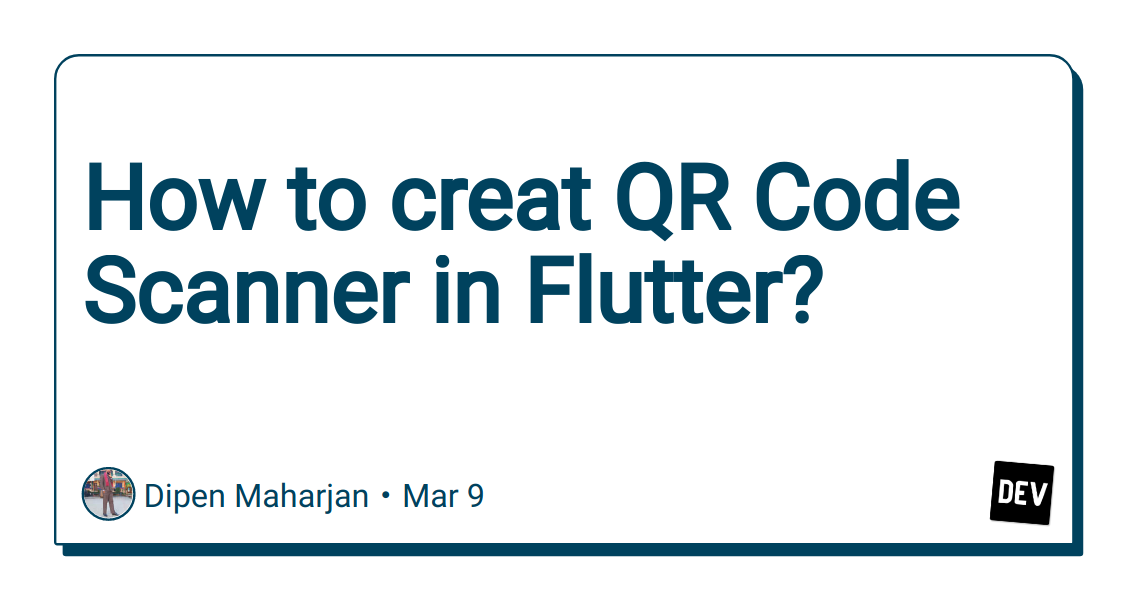 How to creat QR Code
Scanner in Flutter?
Dipen Maharjan • Mar 9
DEV